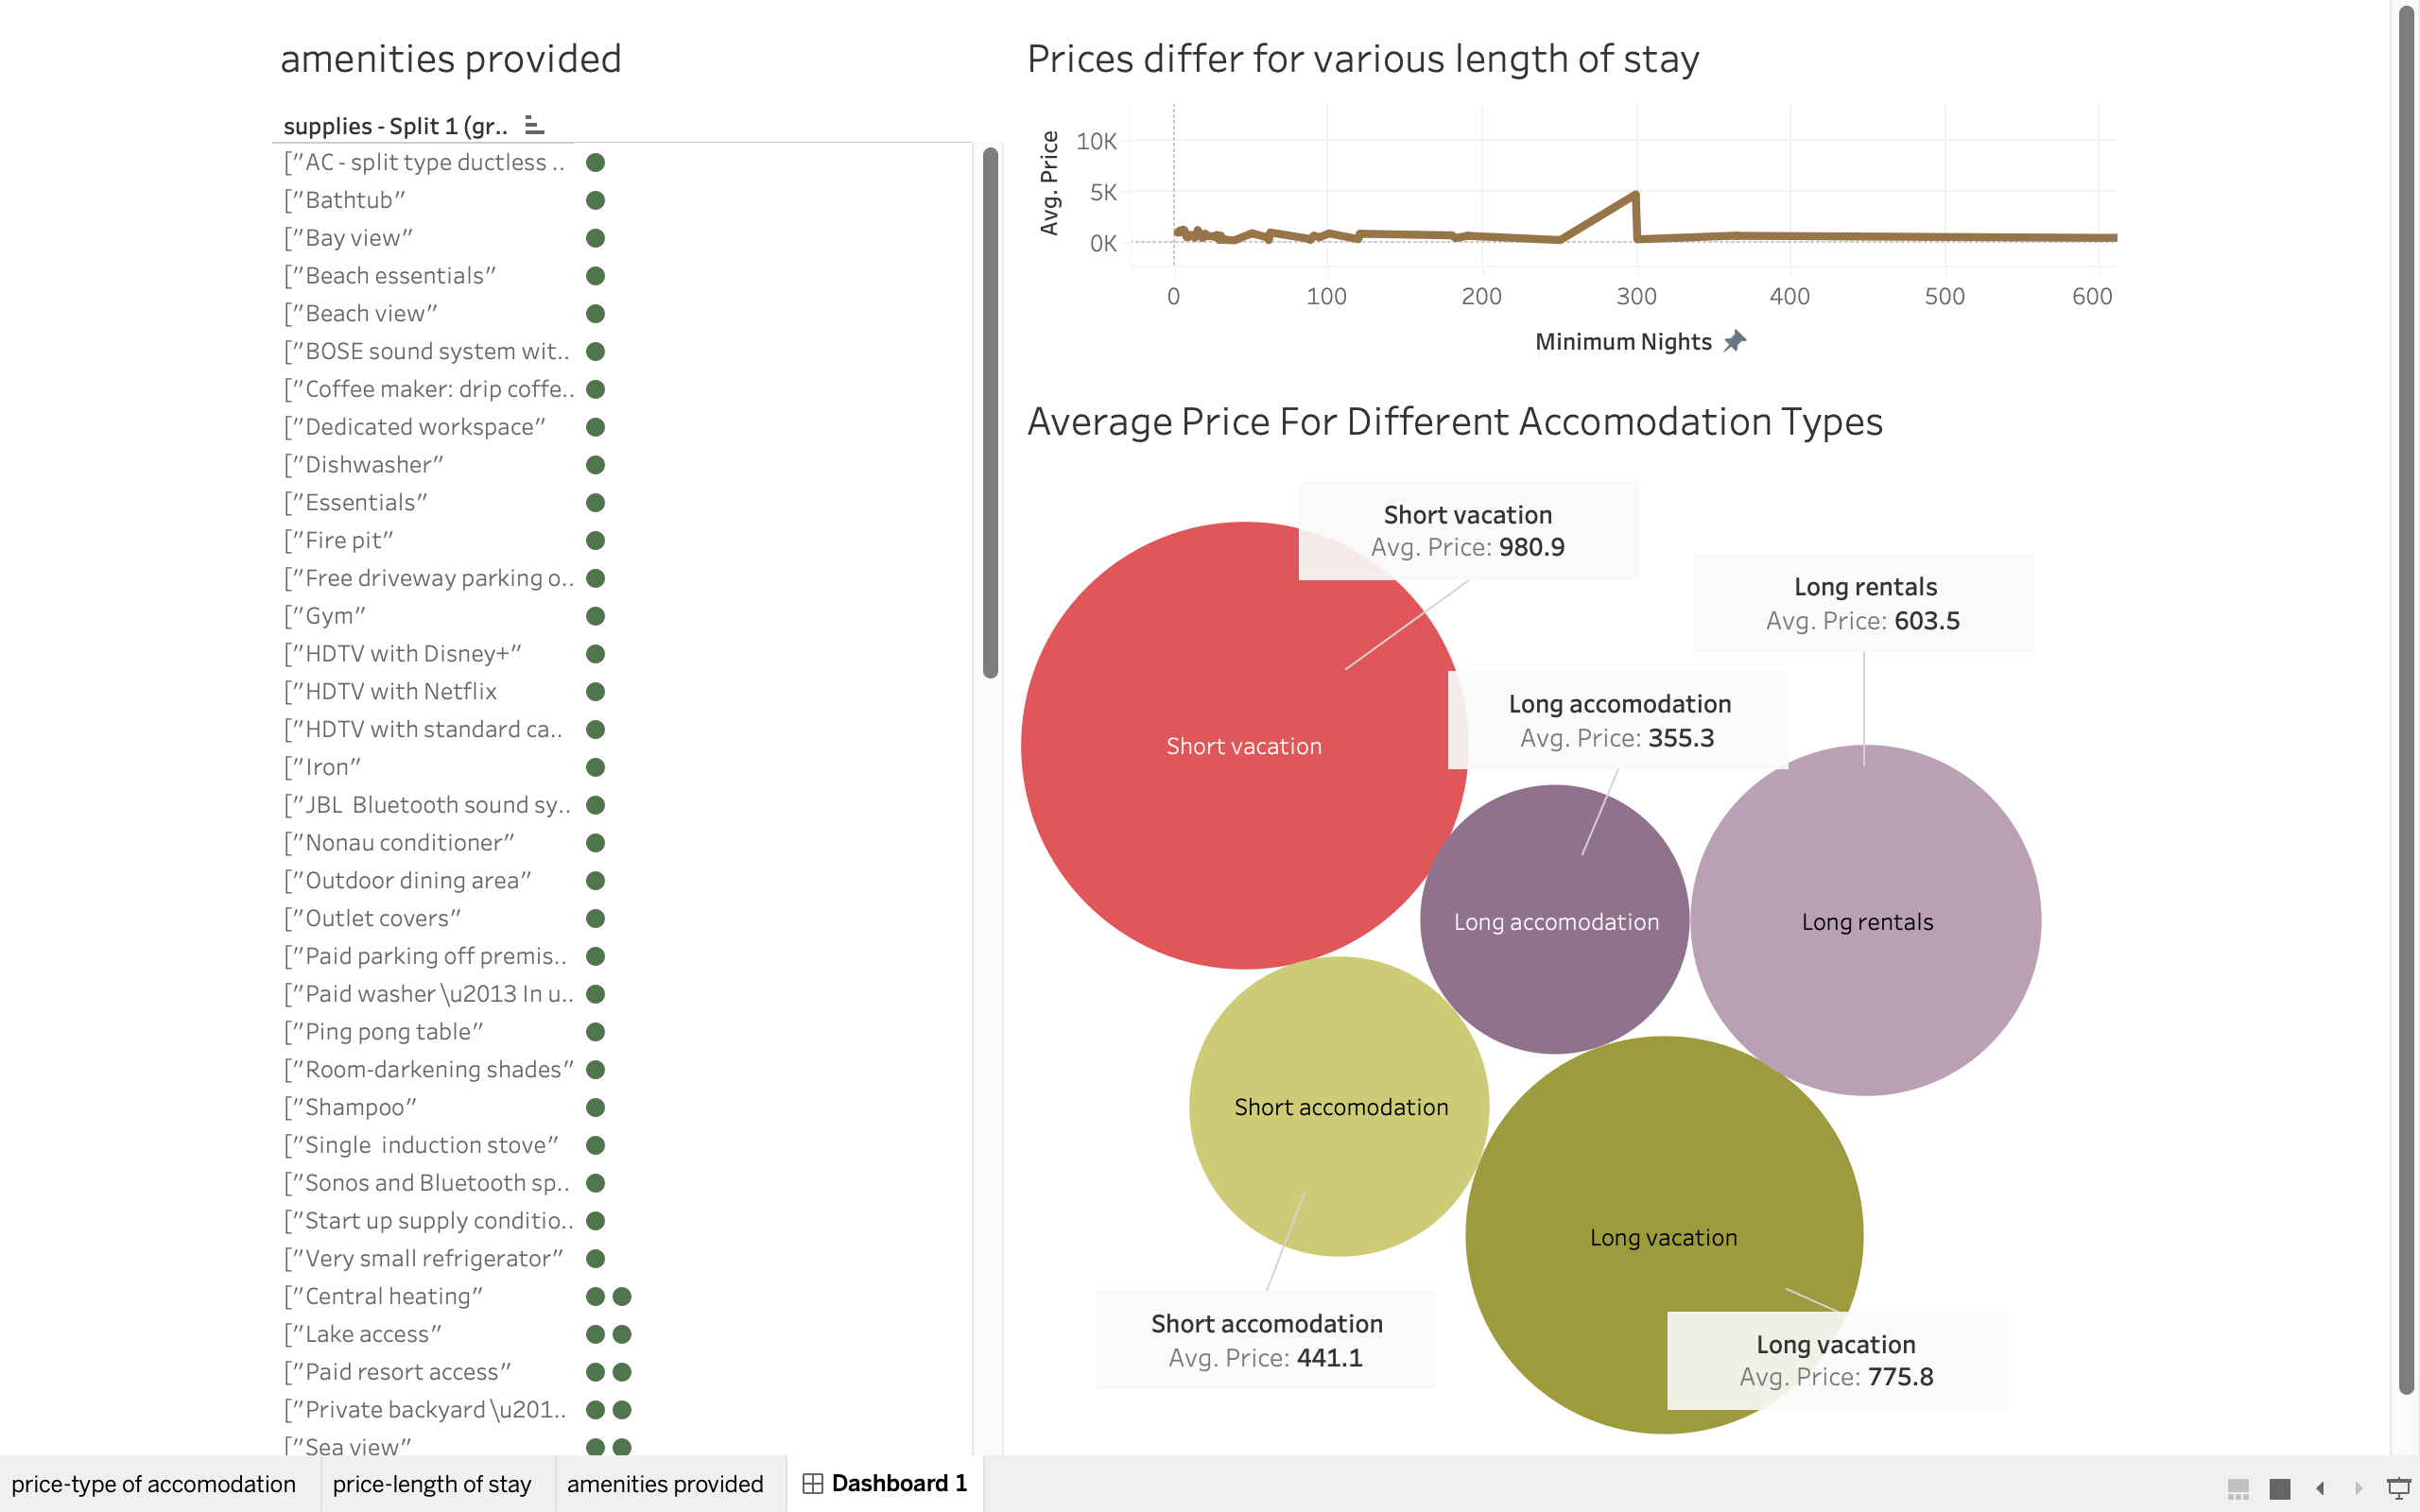 amenities provided
supplies - Split 1 (gr..
["AC - split type ductless ..
["Bathtub"
["Bay view"
["Beach essentials"
["Beach view"
["BOSE sound system wit..
["Coffee maker: drip coffe..
["Dedicated workspace"
["Dishwasher"
["Essentials"
["Fire pit"
["Free driveway parking o..
["Gym"
["HDTV with Disney+"
["HDTV with Netflix
["HDTV with standard ca..
["Iron"
["JBL  Bluetooth sound sy..
["Nonau conditioner"
["Outdoor dining area"
["Outlet covers"
["Paid parking off premis..
["Paid washer \u2013 In u..
["Ping pong table"
["Room-darkening shades"
["Shampoo"
["Single  induction stove"
["Sonos and Bluetooth sp..
["Start up supply conditio..
["Very small refrigerator"
["Central heating"
["Lake access"
["Paid resort access"
["Private backyard \u201..
["Sea view"
Prices differ for various length of stay
Avg. Price
10K
5K
0K
0 100 200 300 400 500 600
Minimum Nights
Average Price For Different Accomodation Types
Short vacation
Avg. Price: 980.9
Long rentals
Avg. Price: 603.5
Long accomodation
Avg. Price: 355.3
Short vacation
Long accomodation
Long rentals
Short accomodation
Long vacation
Short accomodation
Avg. Price: 441.1
Long vacation
Avg. Price: 775.8
price-type of accomodation price-length of stay amenities provided Dashboard 1